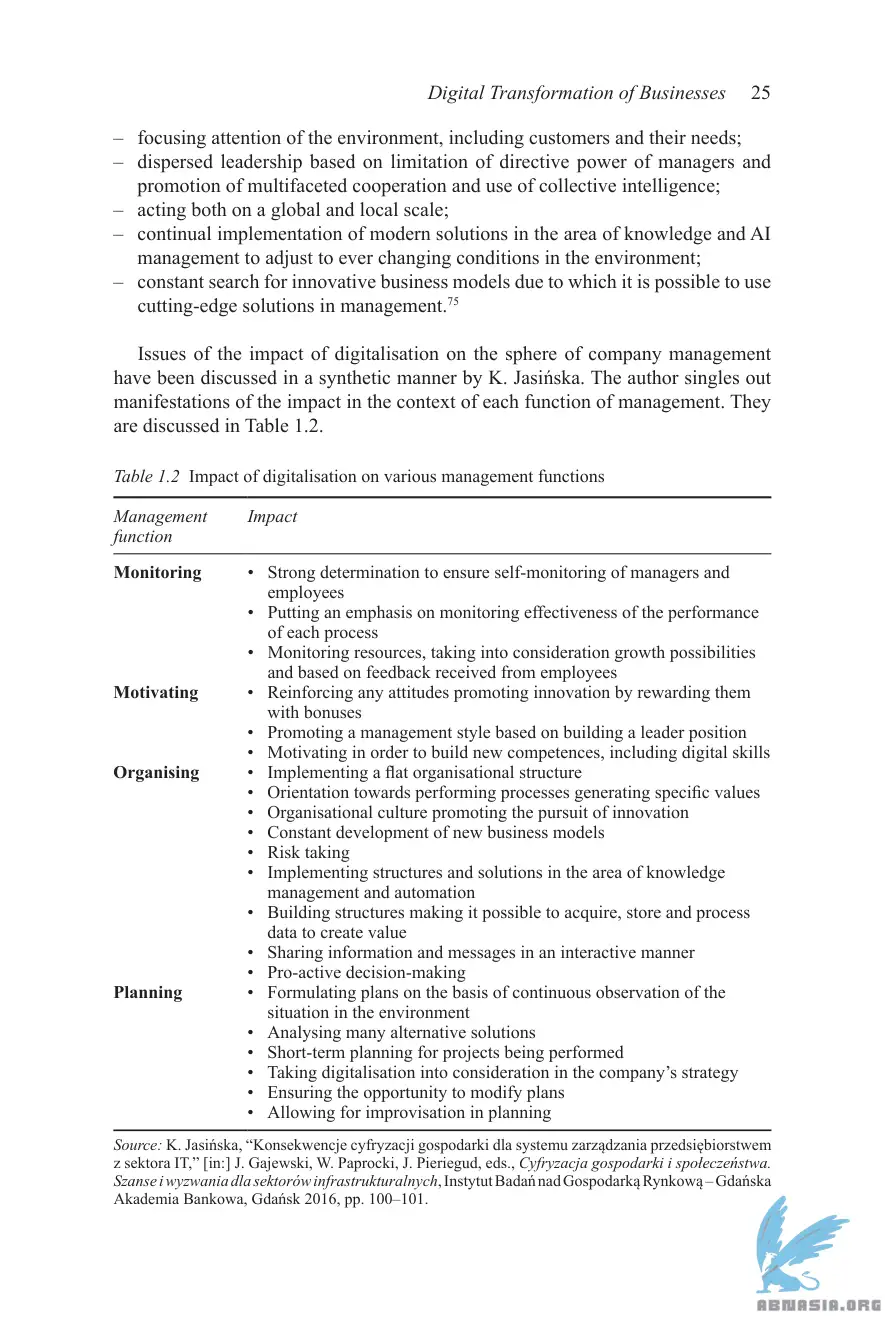 Digital Transformation of Businesses 25
– focusing attention of the environment, including customers and their needs;
– dispersed leadership based on limitation of directive power of managers and
promotion of multifaceted cooperation and use of collective intelligence;
– acting both on a global and local scale;
– continual implementation of modern solutions in the area of knowledge and AI
management to adjust to ever changing conditions in the environment;
– constant search for innovative business models due to which it is possible to use
cutting-edge solutions in management.75
Issues of the impact of digitalisation on the sphere of company management
have been discussed in a synthetic manner by K. Jasińska. The author singles out
manifestations of the impact in the context of each function of management. They
are discussed in Table 1.2.
Table 1.2 Impact of digitalisation on various management functions
Management Impact
function
Monitoring • Strong determination to ensure self-monitoring of managers and
employees
• Putting an emphasis on monitoring effectiveness of the performance
of each process
• Monitoring resources, taking into consideration growth possibilities
and based on feedback received from employees
Motivating • Reinforcing any attitudes promoting innovation by rewarding them
with bonuses
• Promoting a management style based on building a leader position
• Motivating in order to build new competences, including digital skills
Organising • Implementing a flat organisational structure
• Orientation towards performing processes generating specific values
• Organisational culture promoting the pursuit of innovation
• Constant development of new business models
• Risk taking
• Implementing structures and solutions in the area of knowledge
management and automation
• Building structures making it possible to acquire, store and process
data to create value
• Sharing information and messages in an interactive manner
• Pro-active decision-making
Planning • Formulating plans on the basis of continuous observation of the
situation in the environment
• Analysing many alternative solutions
• Short-term planning for projects being performed
• Taking digitalisation into consideration in the company's strategy
• Ensuring the opportunity to modify plans
• Allowing for improvisation in planning
Source: K. Jasińska, “Konsekwencje cyfryzacji gospodarki dla systemu zarządzania przedsiębiorstwem
z sektora IT,” [in:] J. Gajewski, W. Paprocki, J. Pieriegud, eds., Cyfryzacja gospodarki i społeczeństwa.
Szanse i wyzwania dla sektorów infrastrukturalnych, Instytut Badań nad Gospodarką Rynkową – Gdańska
Akademia Bankowa, Gdańsk 2016, pp. 100–101.
ABNASIA.ORG